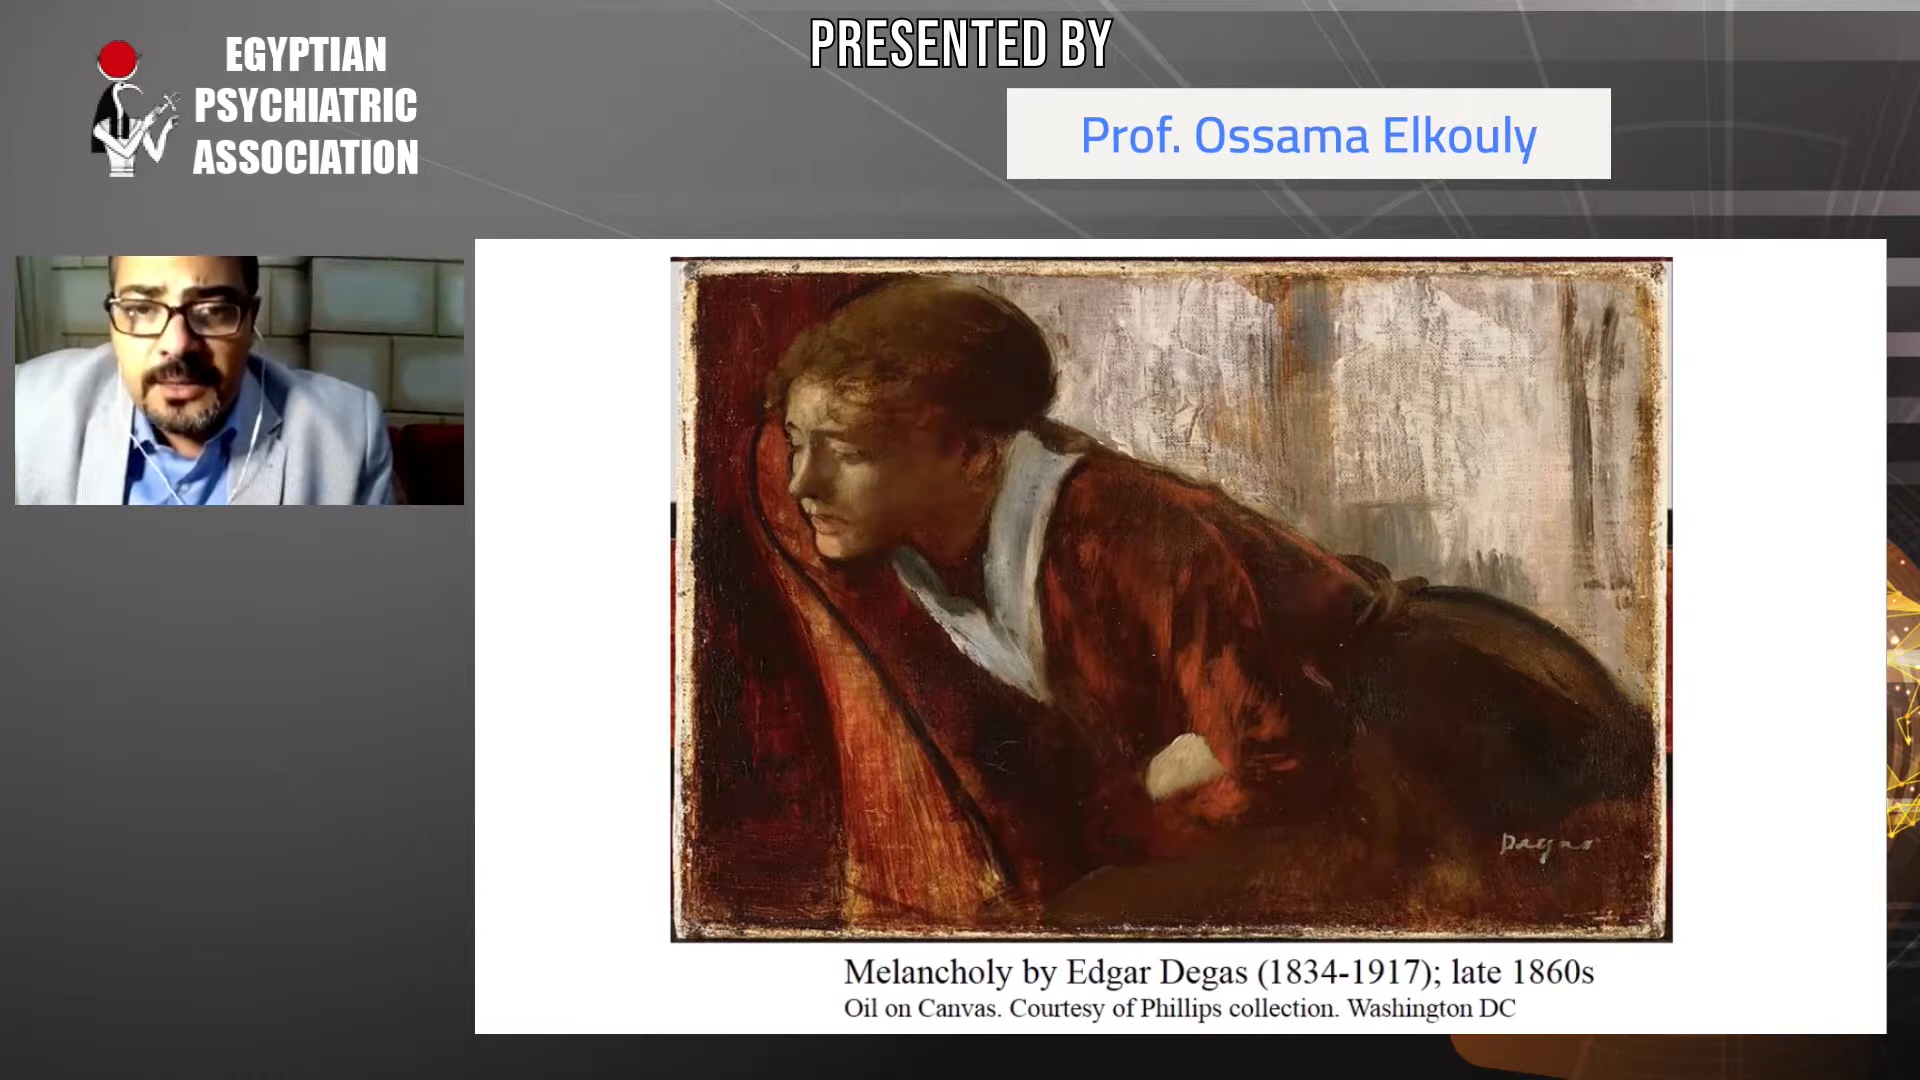 PRESENTED BY
EGYPTIAN
PSYCHIATRIC
ASSOCIATION
Prof. Ossama Elkouly
Degas
Melancholy by Edgar Degas (1834-1917); late 1860s
Oil on Canvas. Courtesy of Phillips collection. Washington DC